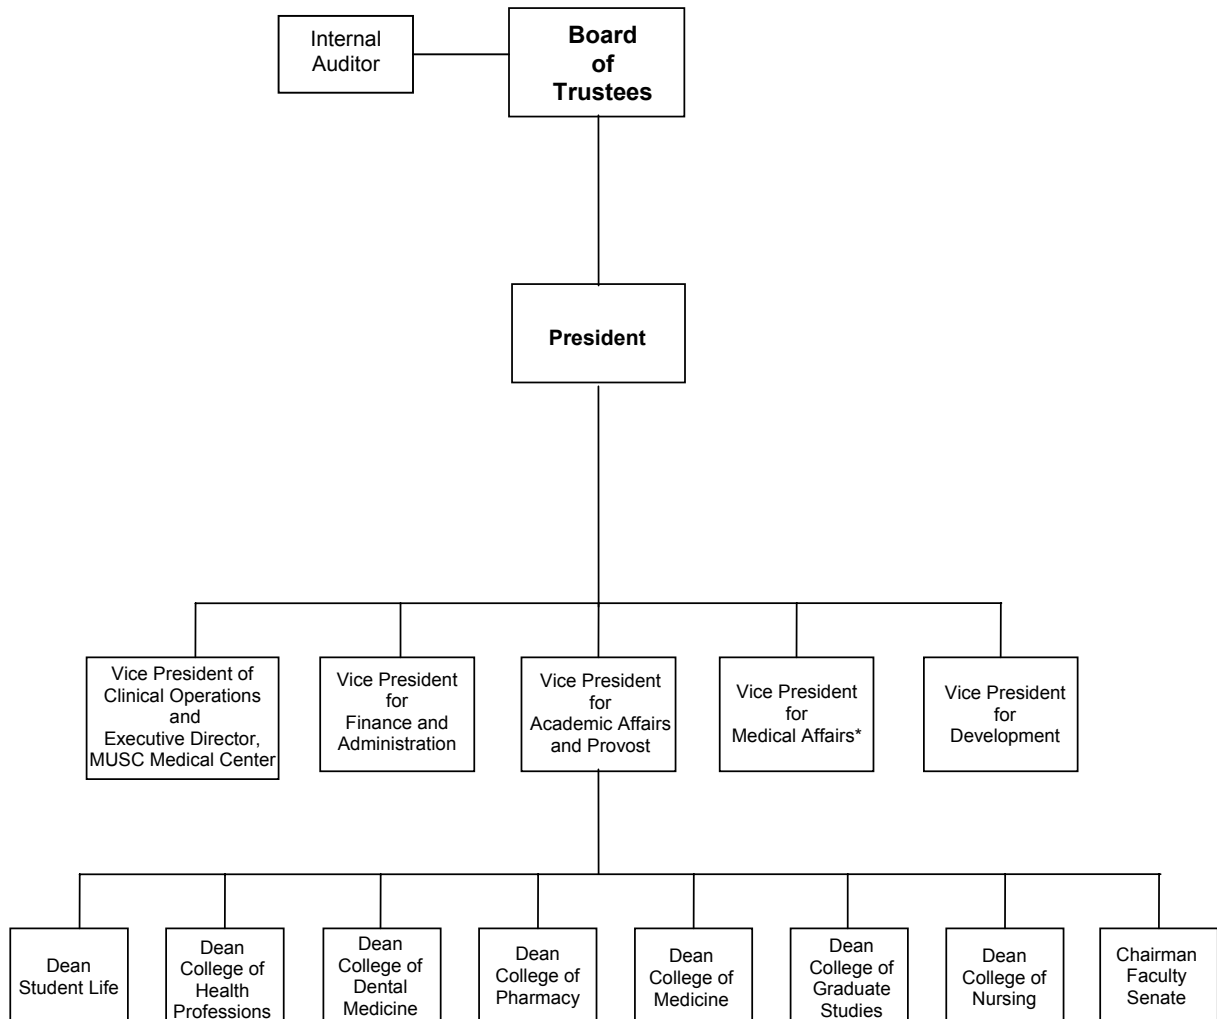 Internal
Auditor
Board
of
Trustees
President
Vice President of
Clinical Operations
and
Executive Director,
MUSC Medical Center
Vice President
for
Finance and
Administration
Vice President
for
Academic Affairs
and Provost
Vice President
for
Medical Affairs*
Vice President
for
Development
Dean
Student Life
Dean
College of
Health
Professions
Dean
College of
Dental
Medicine
Dean
College of
Pharmacy
Dean
College of
Medicine
Dean
College of
Graduate
Studies
Dean
College of
Nursing
Chairman
Faculty
Senate